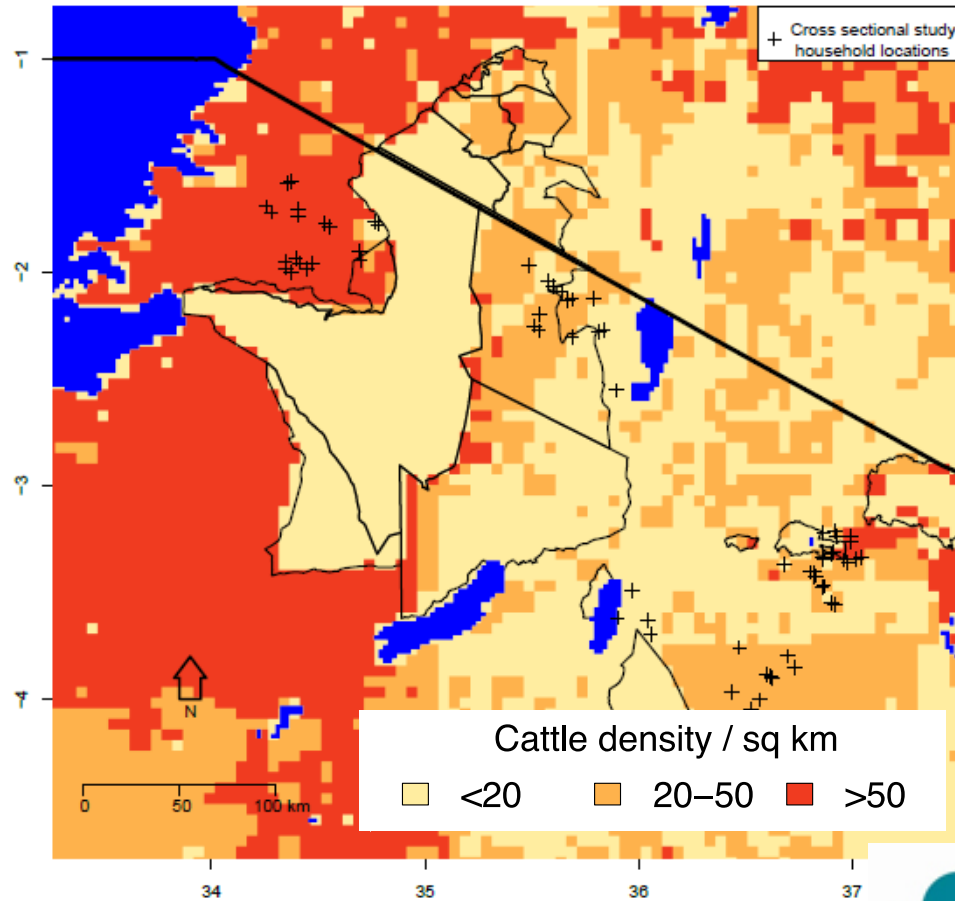 Cross sectional study
+ household locations
-1
-2
-3
-4
N
0 50 100 km
Cattle density / sq km
<20 20–50 >50
34 35 36 37